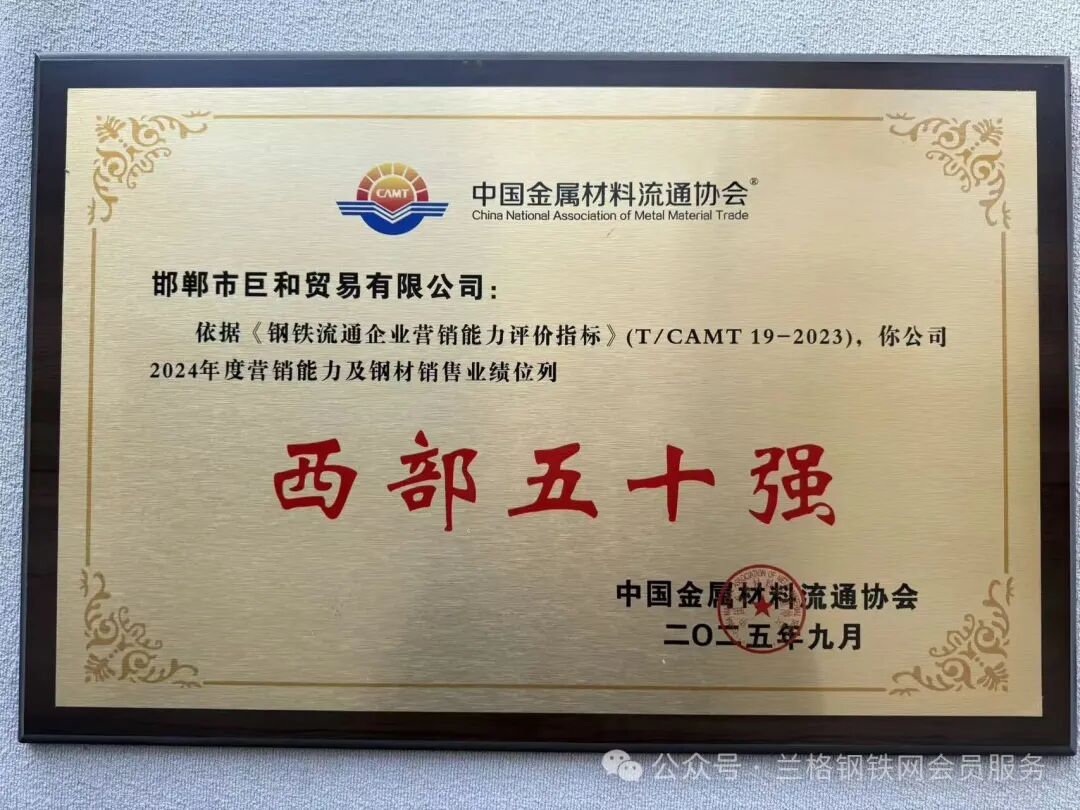 CAMT
中国金属材料流通协会®
China National Association of Metal Material Trade
邯郸市巨和贸易有限公司：
依据《钢铁流通企业营销能力评价指标》(T/CAMT 19-2023)，你公司
2024年度营销能力及钢材销售业绩位列
西部五十强
中国金属材料流通协会
二〇二五年九月
公众号·兰格钢铁网会员服务